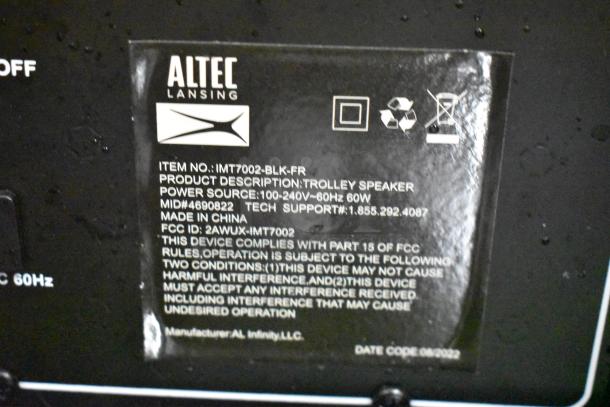 OFF
ALTEC
LANSING
ITEM NO.: IMT7002-BLK-FR
PRODUCT DESCRIPTION:TROLLEY SPEAKER
POWER SOURCE:100-240V~60Hz 60W
MID#4690822 TECH SUPPORT#:1.855.292.4087
MADE IN CHINA
FCC ID: 2AWUX-IMT7002
THIS DEVICE COMPLIES WITH PART 15 OF FCC
RULES,OPERATION IS SUBJECT TO THE FOLLOWING
TWO CONDITIONS:(1)THIS DEVICE MAY NOT CAUSE
HARMFUL INTERFERENCE,AND(2)THIS DEVICE
MUST ACCEPT ANY INTERFERENCE RECEIVED.
INCLUDING INTERFERENCE THAT MAY CAUSE
UNDESIRED OPERATION
Manufacturer:AL Infinity,LLC.
DATE CODE:08/2022
C 60Hz